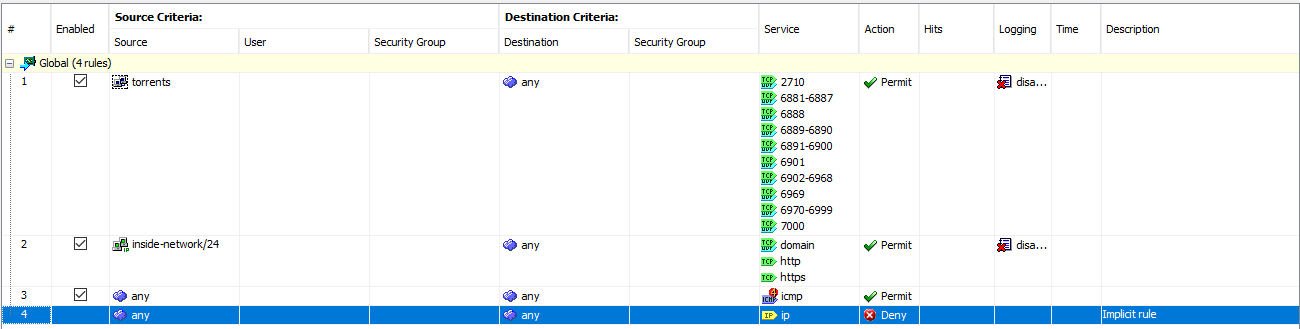 Source Criteria: Destination Criteria:
# Enabled Source User Security Group Destination Security Group Service Action Hits Logging Time Description
Global (4 rules)
1 torrents any TCP UDP 2710 Permit disa...
TCP UDP 6881-6887
TCP UDP 6888
TCP UDP 6889-6890
TCP UDP 6891-6900
TCP UDP 6901
TCP UDP 6902-6968
TCP UDP 6969
TCP UDP 6970-6999
TCP UDP 7000
2 IP inside-network/24 any TCP UDP domain Permit disa...
TCP http
TCP https
3 any any ICMP 4 icmp Permit
4 any any IP ip Deny Implicit rule